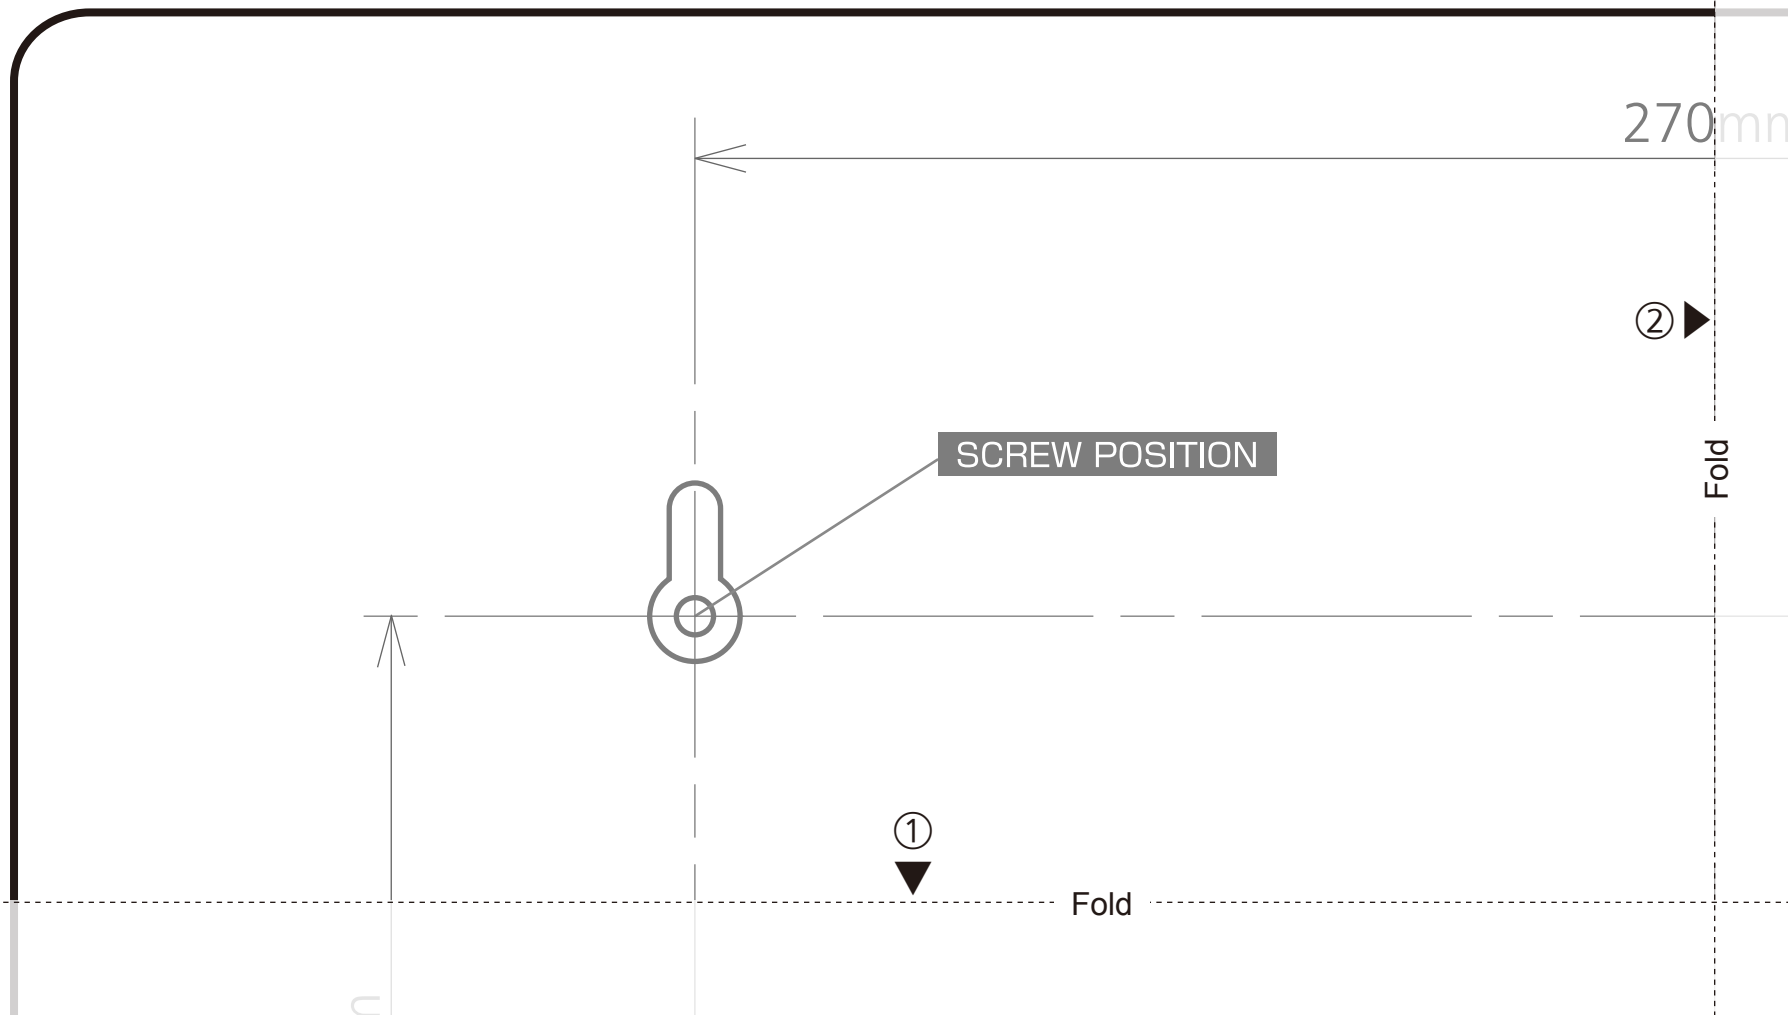 270mm
②
SCREW POSITION
Fold
①
Fold